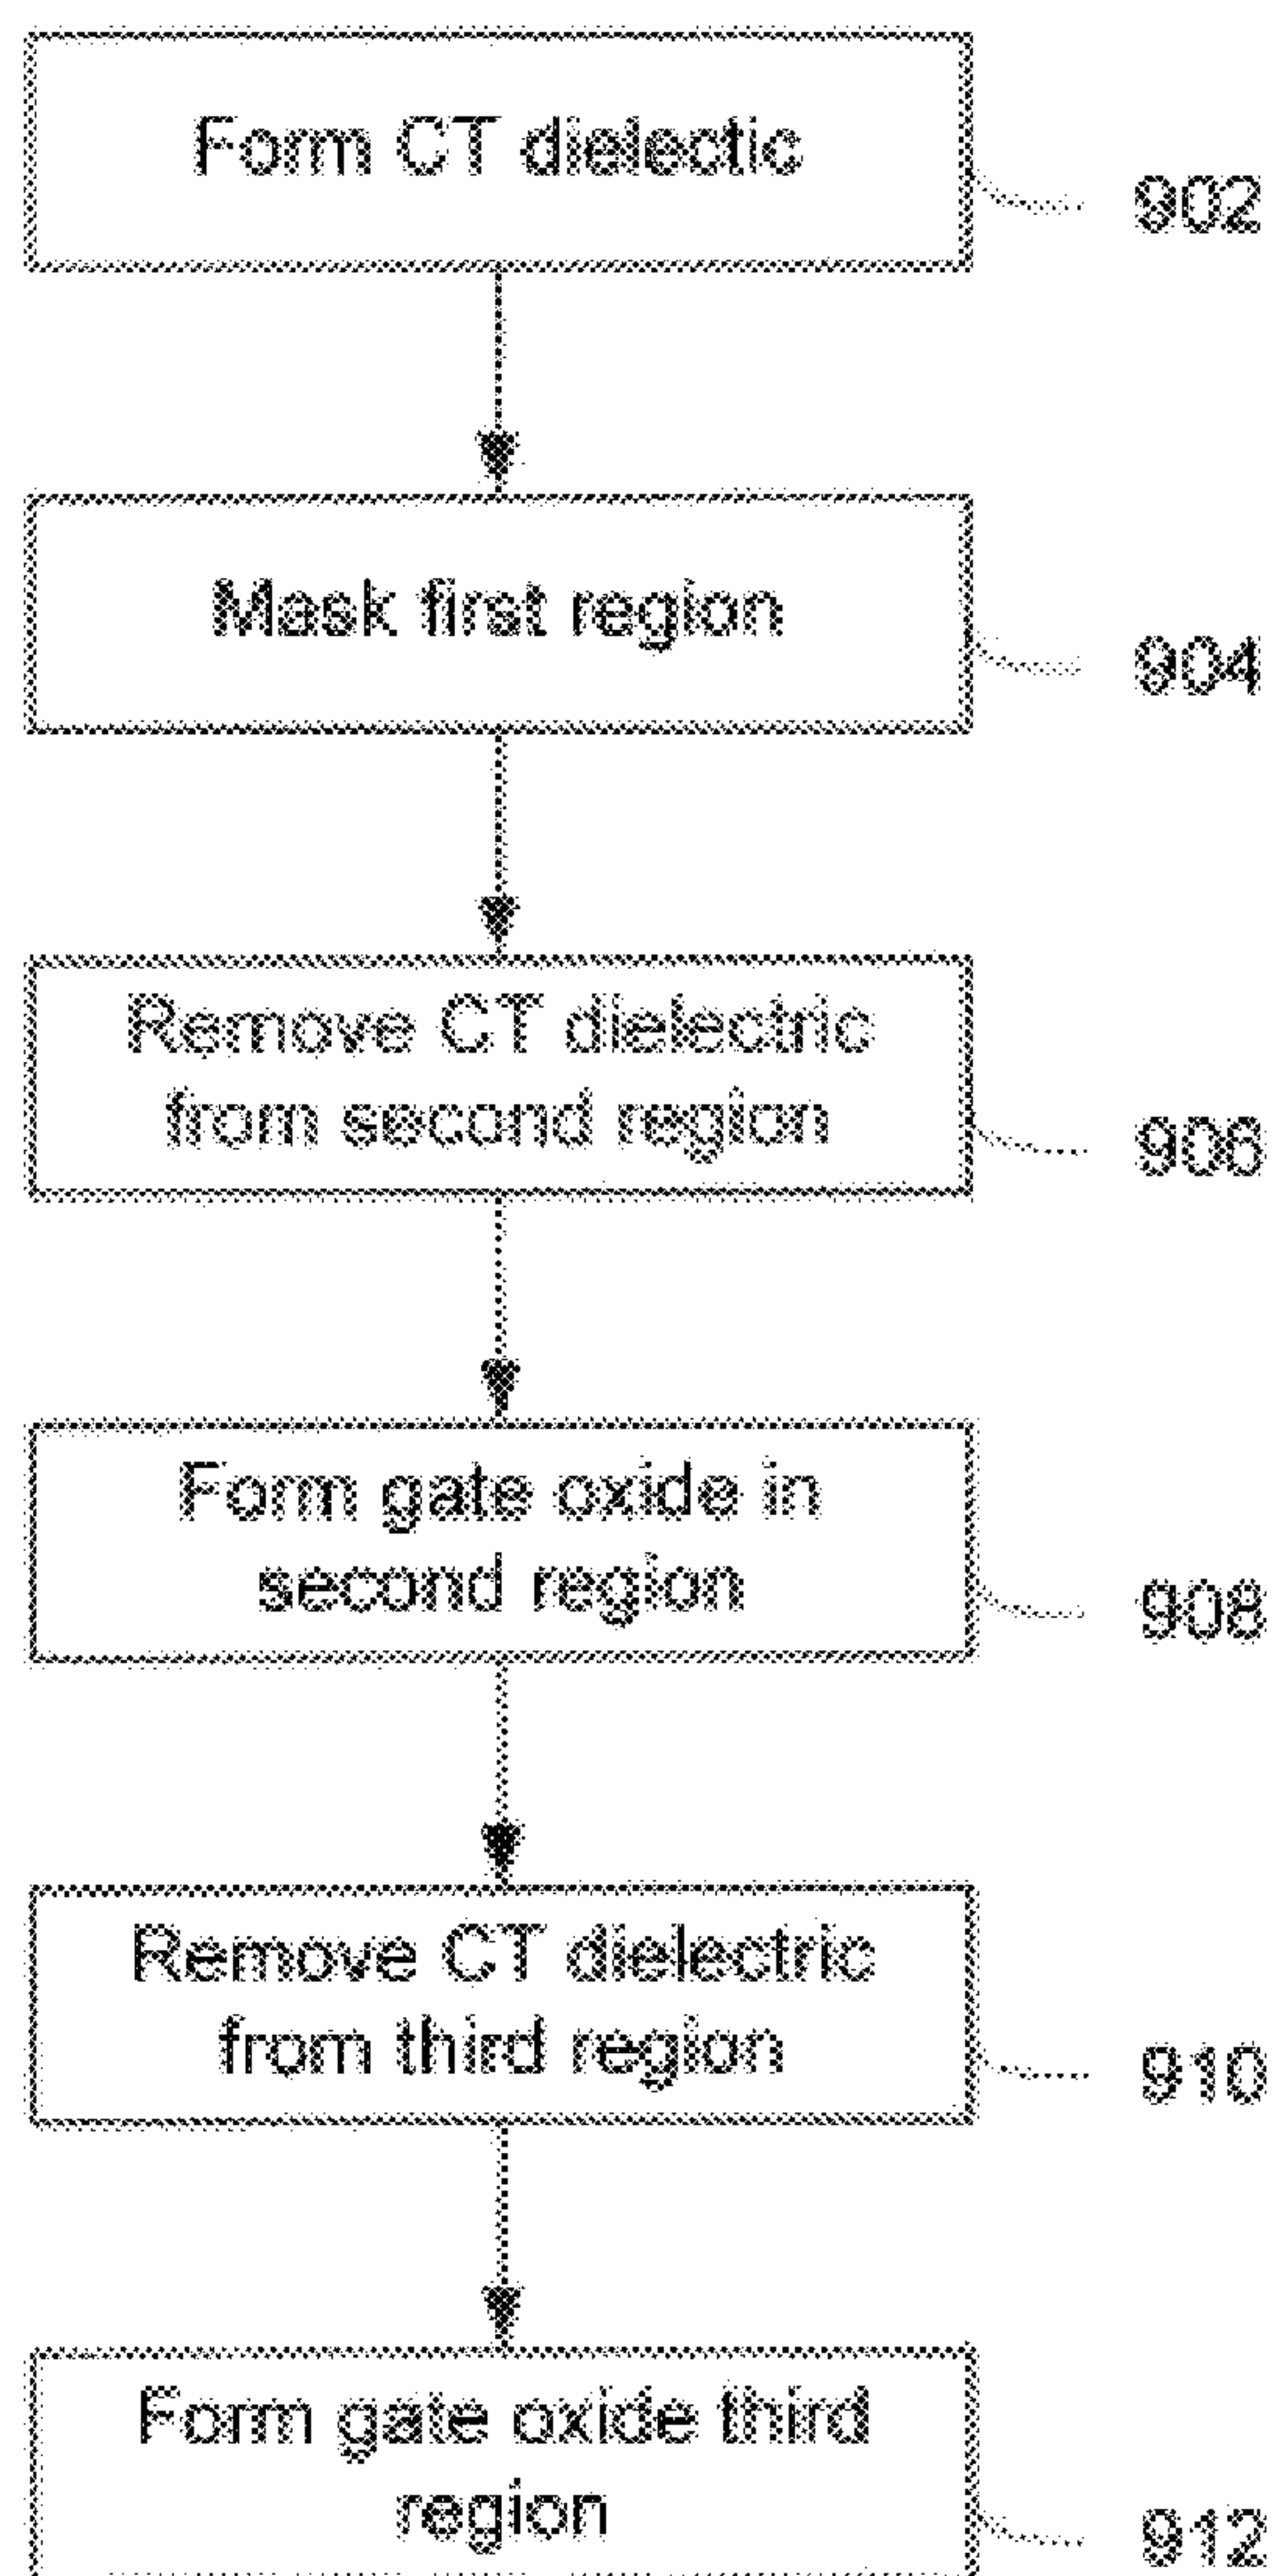 Form CT dielectic
902
Mask first region
904
Remove CT dielectric
from second region
906
Form gate oxide in
second region
908
Remove CT dielectric
from third region
910
Form gate oxide third
region
912